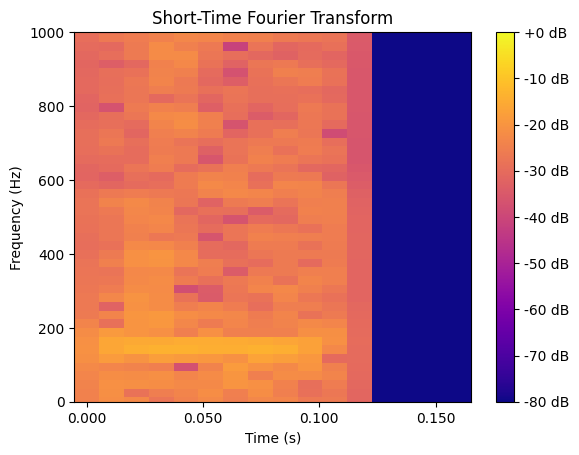 Short-Time Fourier Transform
Frequency (Hz)
1000
800
600
400
200
0
0.000
0.050
0.100
0.150
Time (s)
+0 dB
-10 dB
-20 dB
-30 dB
-40 dB
-50 dB
-60 dB
-70 dB
-80 dB